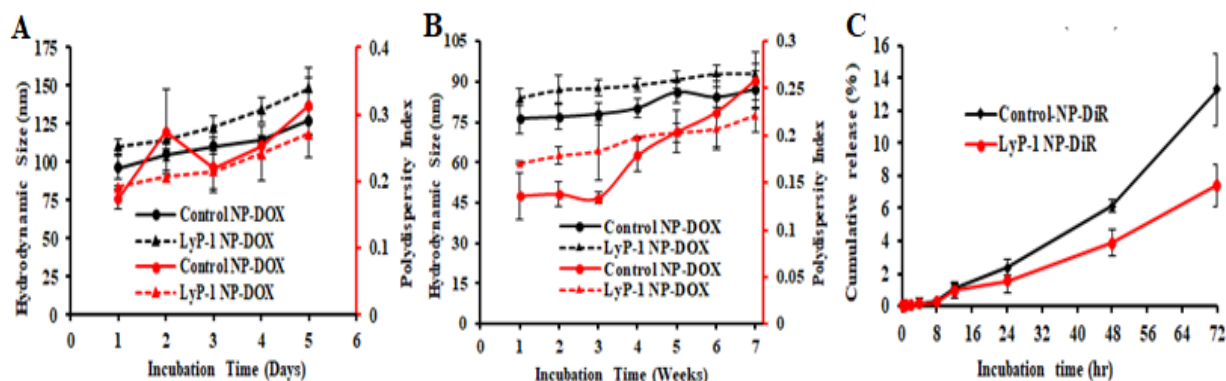 A
Hydrodynamic Size (nm)
175
150
125
100
75
50
25
0
0.4
0.3
0.2
0.1
0
Polydispersity Index
Control NP-DOX
LyP-1 NP-DOX
Control NP-DOX
LyP-1 NP-DOX
0 1 2 3 4 5 6
Incubation Time (Days)
B
Hydrodynamic Size (nm)
105
90
75
60
45
30
15
0
0.3
0.25
0.2
0.15
0.1
0.05
0
Polydispersity Index
Control NP-DOX
LyP-1 NP-DOX
Control NP-DOX
LyP-1 NP-DOX
0 1 2 3 4 5 6 7
Incubation Time (Weeks)
C
Cumulative release (%)
16
14
12
10
8
6
4
2
0
Control-NP-DiR
LyP-1 NP-DiR
0 8 16 24 32 40 48 56 64 72
Incubation time (hr)